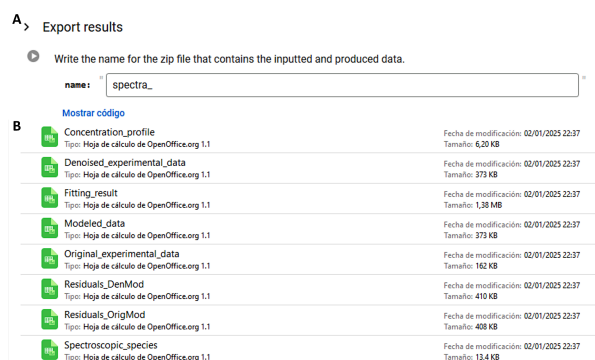 A
Export results
Write the name for the zip file that contains the inputted and produced data.
name: " spectra_ "
Mostrar código
B
Concentration_profile
Fecha de modificación: 02/01/2025 22:37
Tipo: Hoja de cálculo de OpenOffice.org 1.1
Tamaño: 6,20 KB
Denoised_experimental_data
Fecha de modificación: 02/01/2025 22:37
Tipo: Hoja de cálculo de OpenOffice.org 1.1
Tamaño: 373 KB
Fitting_result
Fecha de modificación: 02/01/2025 22:37
Tipo: Hoja de cálculo de OpenOffice.org 1.1
Tamaño: 1,38 MB
Modeled_data
Fecha de modificación: 02/01/2025 22:37
Tipo: Hoja de cálculo de OpenOffice.org 1.1
Tamaño: 373 KB
Original_experimental_data
Fecha de modificación: 02/01/2025 22:37
Tipo: Hoja de cálculo de OpenOffice.org 1.1
Tamaño: 162 KB
Residuals_DenMod
Fecha de modificación: 02/01/2025 22:37
Tipo: Hoja de cálculo de OpenOffice.org 1.1
Tamaño: 410 KB
Residuals_OrigMod
Fecha de modificación: 02/01/2025 22:37
Tipo: Hoja de cálculo de OpenOffice.org 1.1
Tamaño: 408 KB
Spectroscopic_species
Fecha de modificación: 02/01/2025 22:37
Tipo: Hoja de cálculo de OpenOffice.org 1.1
Tamaño: 13,4 KB